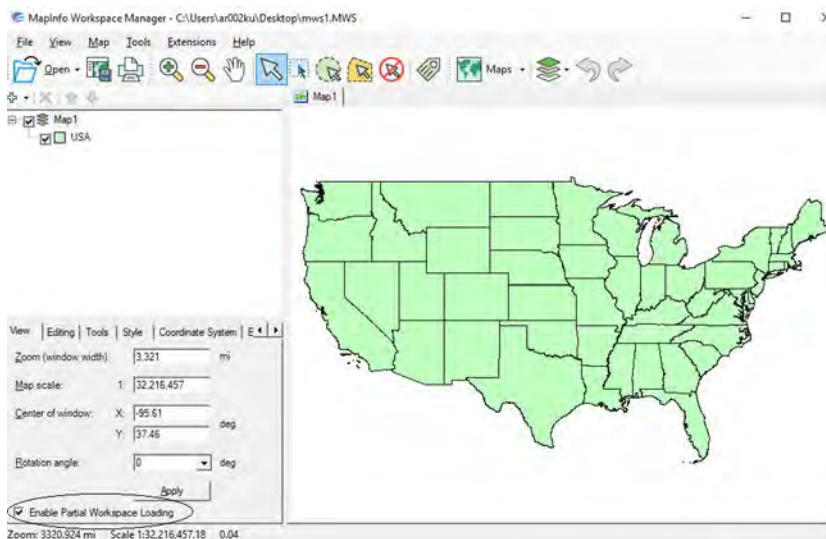 MapInfo Workspace Manager - C:\Users\ar002ku\Desktop\mws1.MWS
File View Map Tools Extensions Help
Open Maps
Map1
Map1
USA
View Editing Tools Style Coordinate System E
Zoom (window width): 3,321 mi
Map scale: 1: 32,216,457
Center of window: X: -95.61 deg
Y: 37.46
Rotation angle: 0 deg
Apply
Enable Partial Workspace Loading
Zoom: 3320.924 mi Scale 1:32,216,457.18 0.04